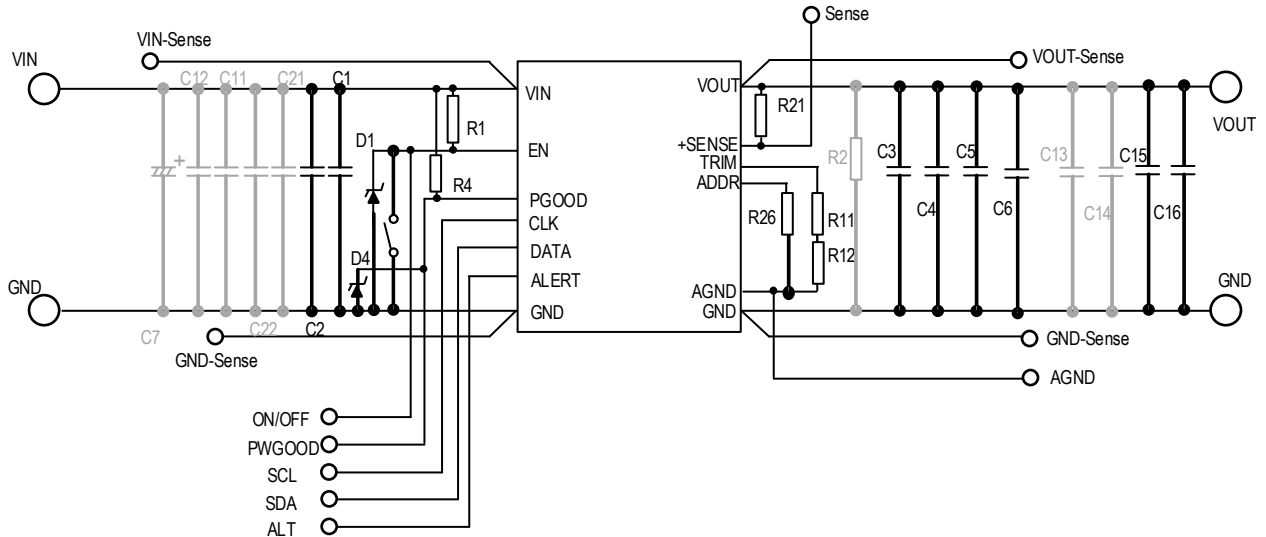 Sense
VIN-Sense
VOUT-Sense
VIN
C12
C11
C21
C1
VIN
VOUT
R21
VOUT
R1
D1
EN
+SENSE
TRIM
ADDR
R2
C3
C5
C13
C15
R4
PGOOD
CLK
R26
R11
C4
C6
C14
C16
DATA
R12
D4
ALERT
GND
AGND
GND
GND
GND
C7
C22
C2
GND-Sense
GND-Sense
AGND
ON/OFF
PWGOOD
SCL
SDA
ALT
+